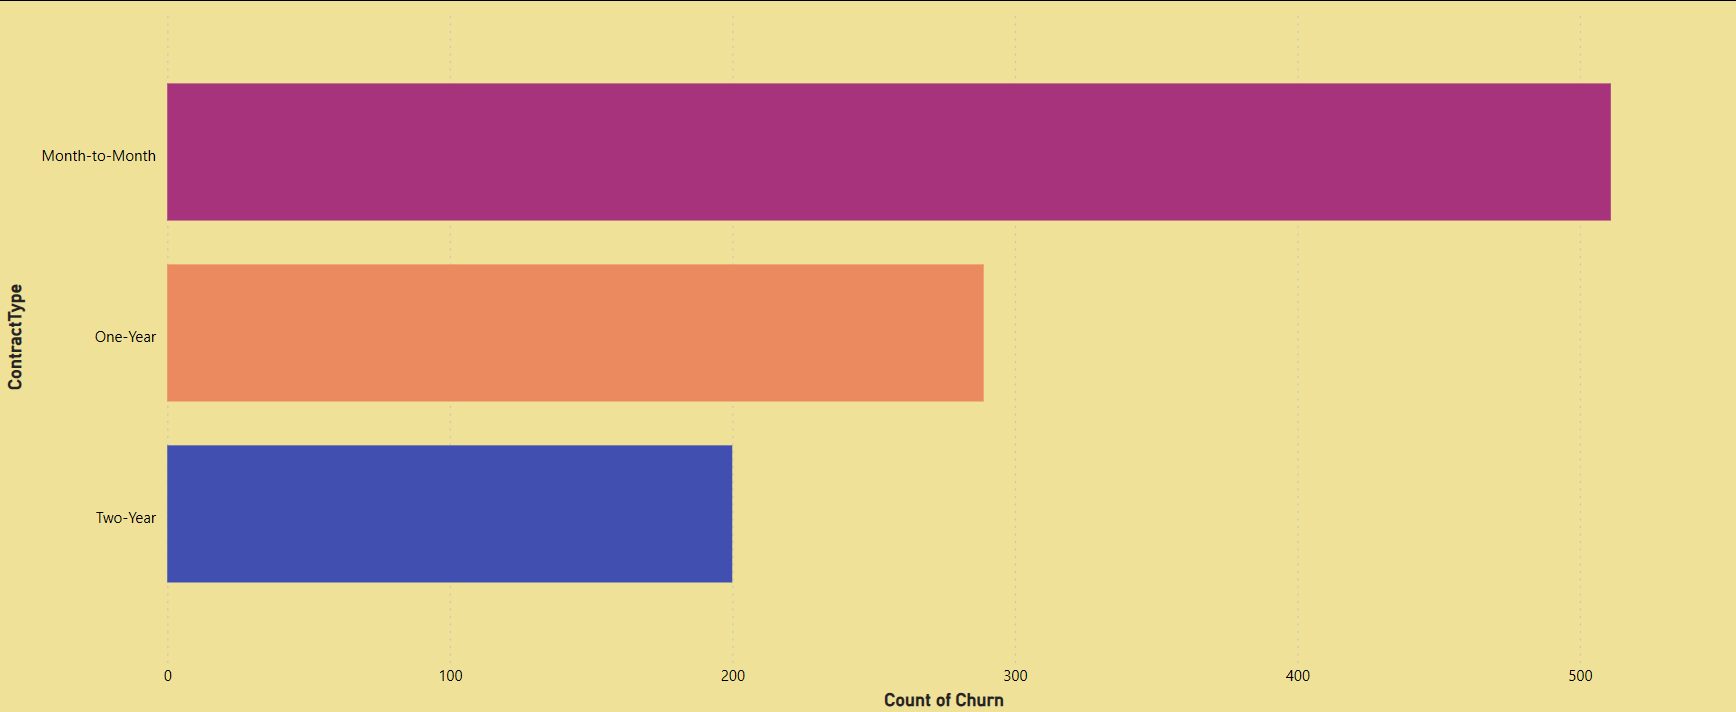 Month-to-Month
One-Year
Two-Year
ContractType
0 100 200 300 400 500
Count of Churn